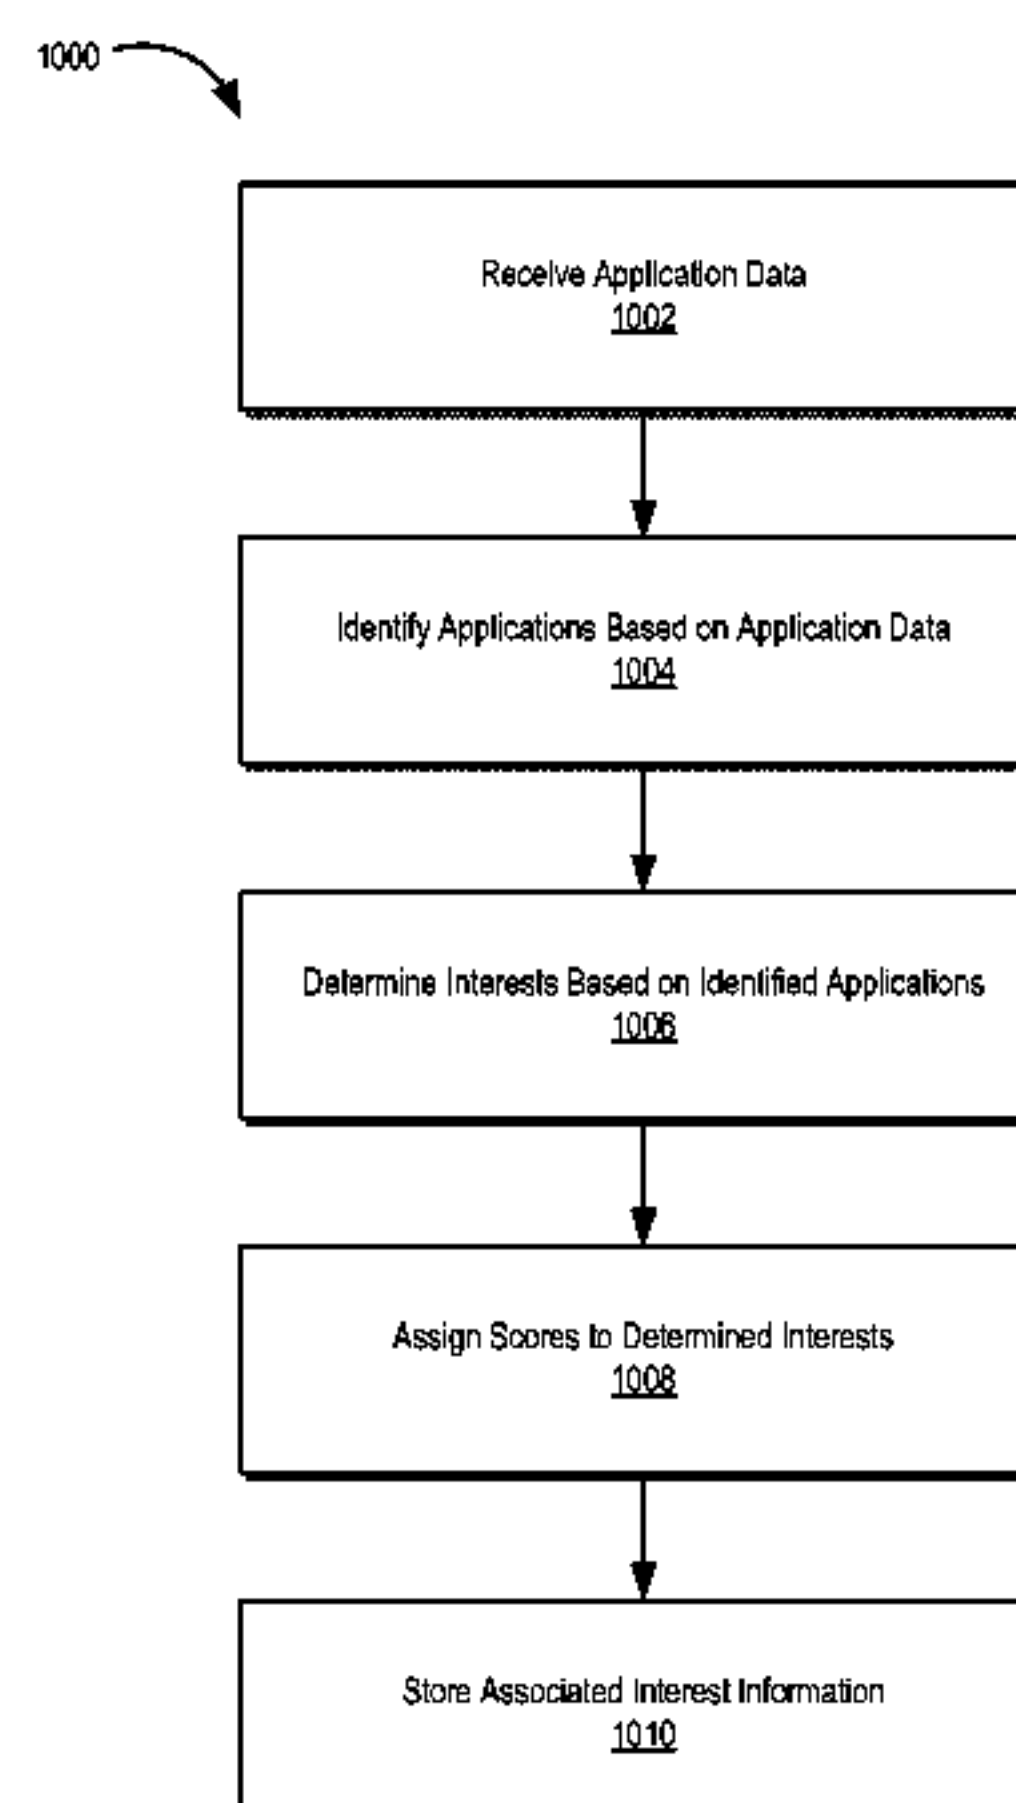 1000
Receive Application Data
1002
Identify Applications Based on Application Data
1004
Determine Interests Based on Identified Applications
1006
Assign Scores to Determined Interests
1008
Store Associated Interest Information
1010